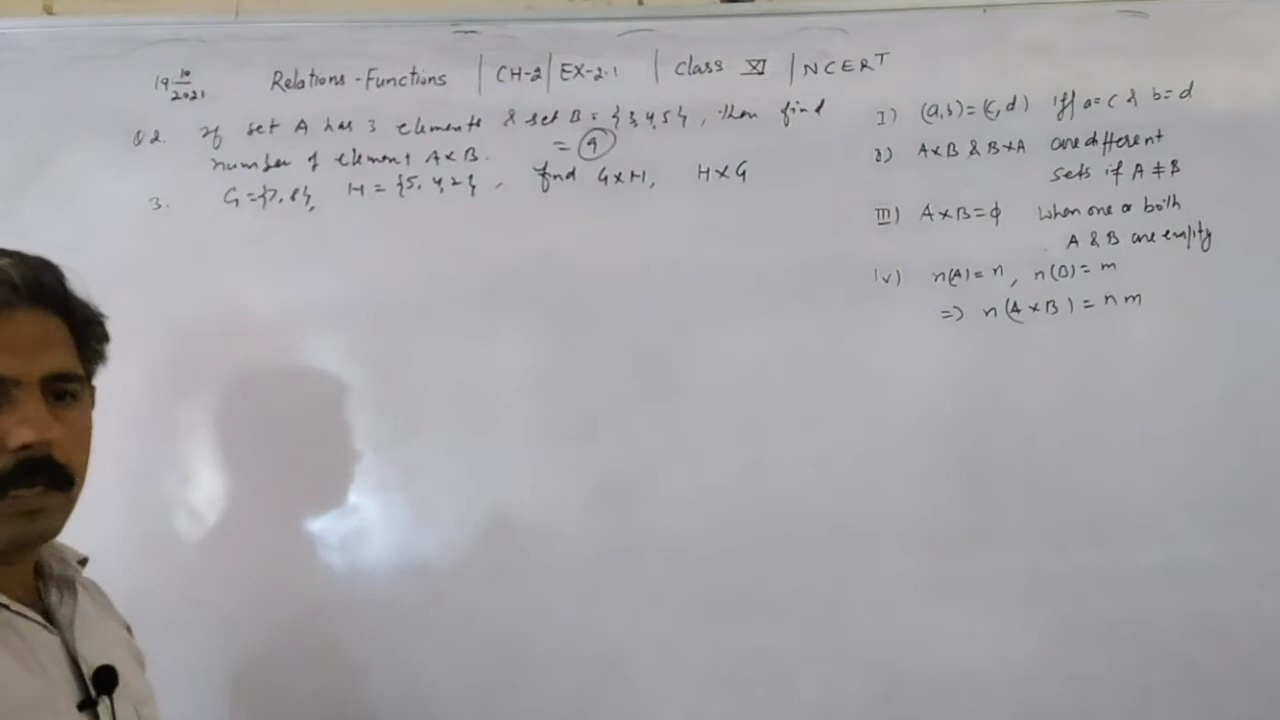 19 10/2021 Relations-Functions | CH-2 | EX-2.1 | Class XI | NCERT
Q2. If set A has 3 elements & set B = {3,4,5}, then find
number of element A×B. = 9
3. G={7,8}, H = {5,4,2}, find G×H, H×G
I) (a,b)=(c,d) iff a=c & b=d
II) A×B & B×A are different
sets if A≠B
III) A×B=ϕ when one or both
A & B are empty
IV) n(A)=n, n(B)=m
=> n(A×B)=nm